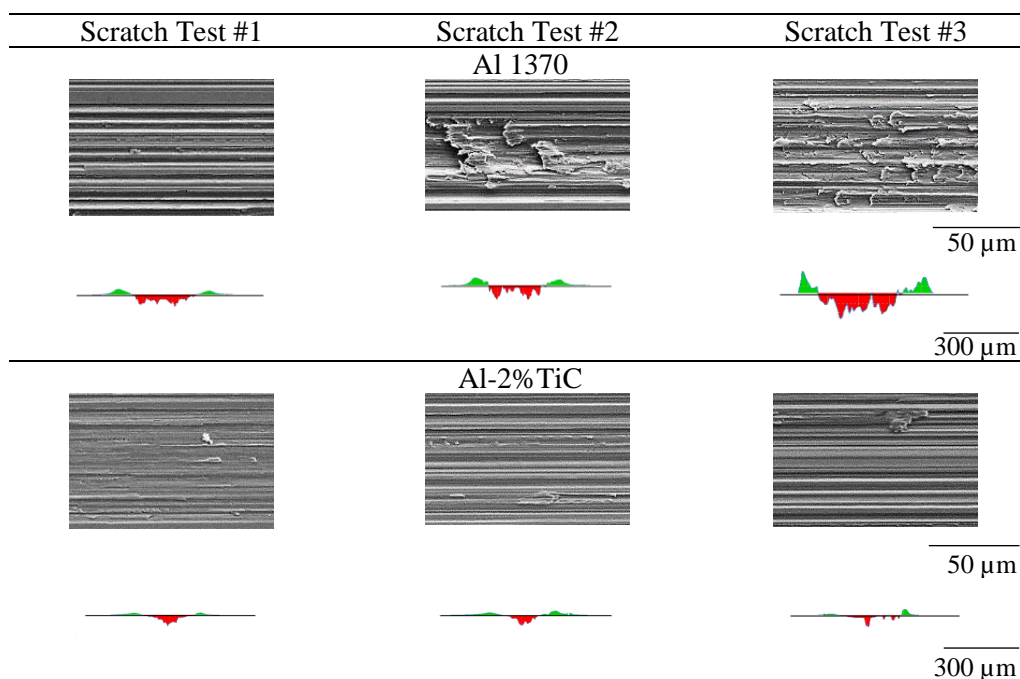 Scratch Test #1 Scratch Test #2 Scratch Test #3
Al 1370
50 µm
300 µm
Al-2%TiC
50 µm
300 µm